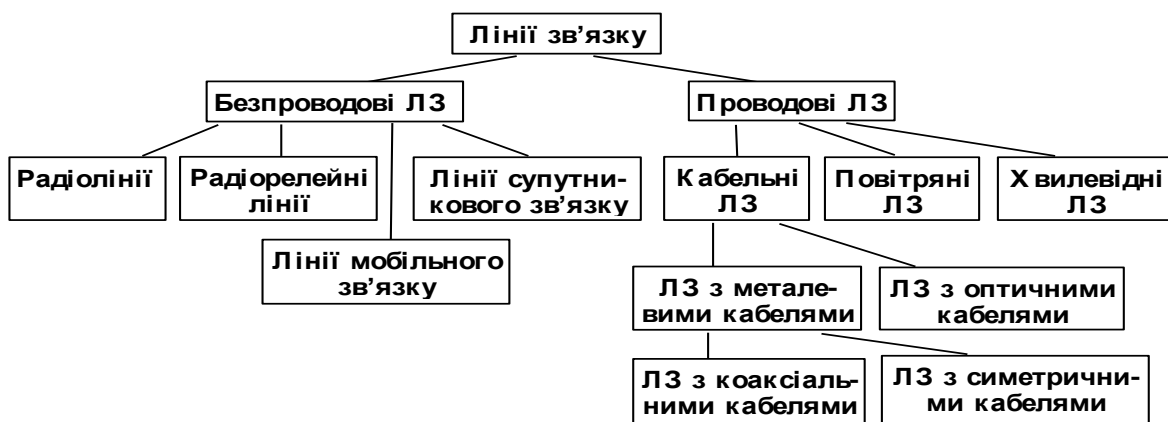 Лінії зв’язку
Безпроводові ЛЗ
Проводові ЛЗ
Радіолінії
Радіорелейні
лінії
Лінії супутни-
кового зв’язку
Кабельні
ЛЗ
Повітряні
ЛЗ
Хвилевідні
ЛЗ
Лінії мобільного
зв’язку
ЛЗ з металe-
вими кабелями
ЛЗ з оптичними
кабелями
ЛЗ з коаксіаль-
ними кабелями
ЛЗ з симетрични-
ми кабелями